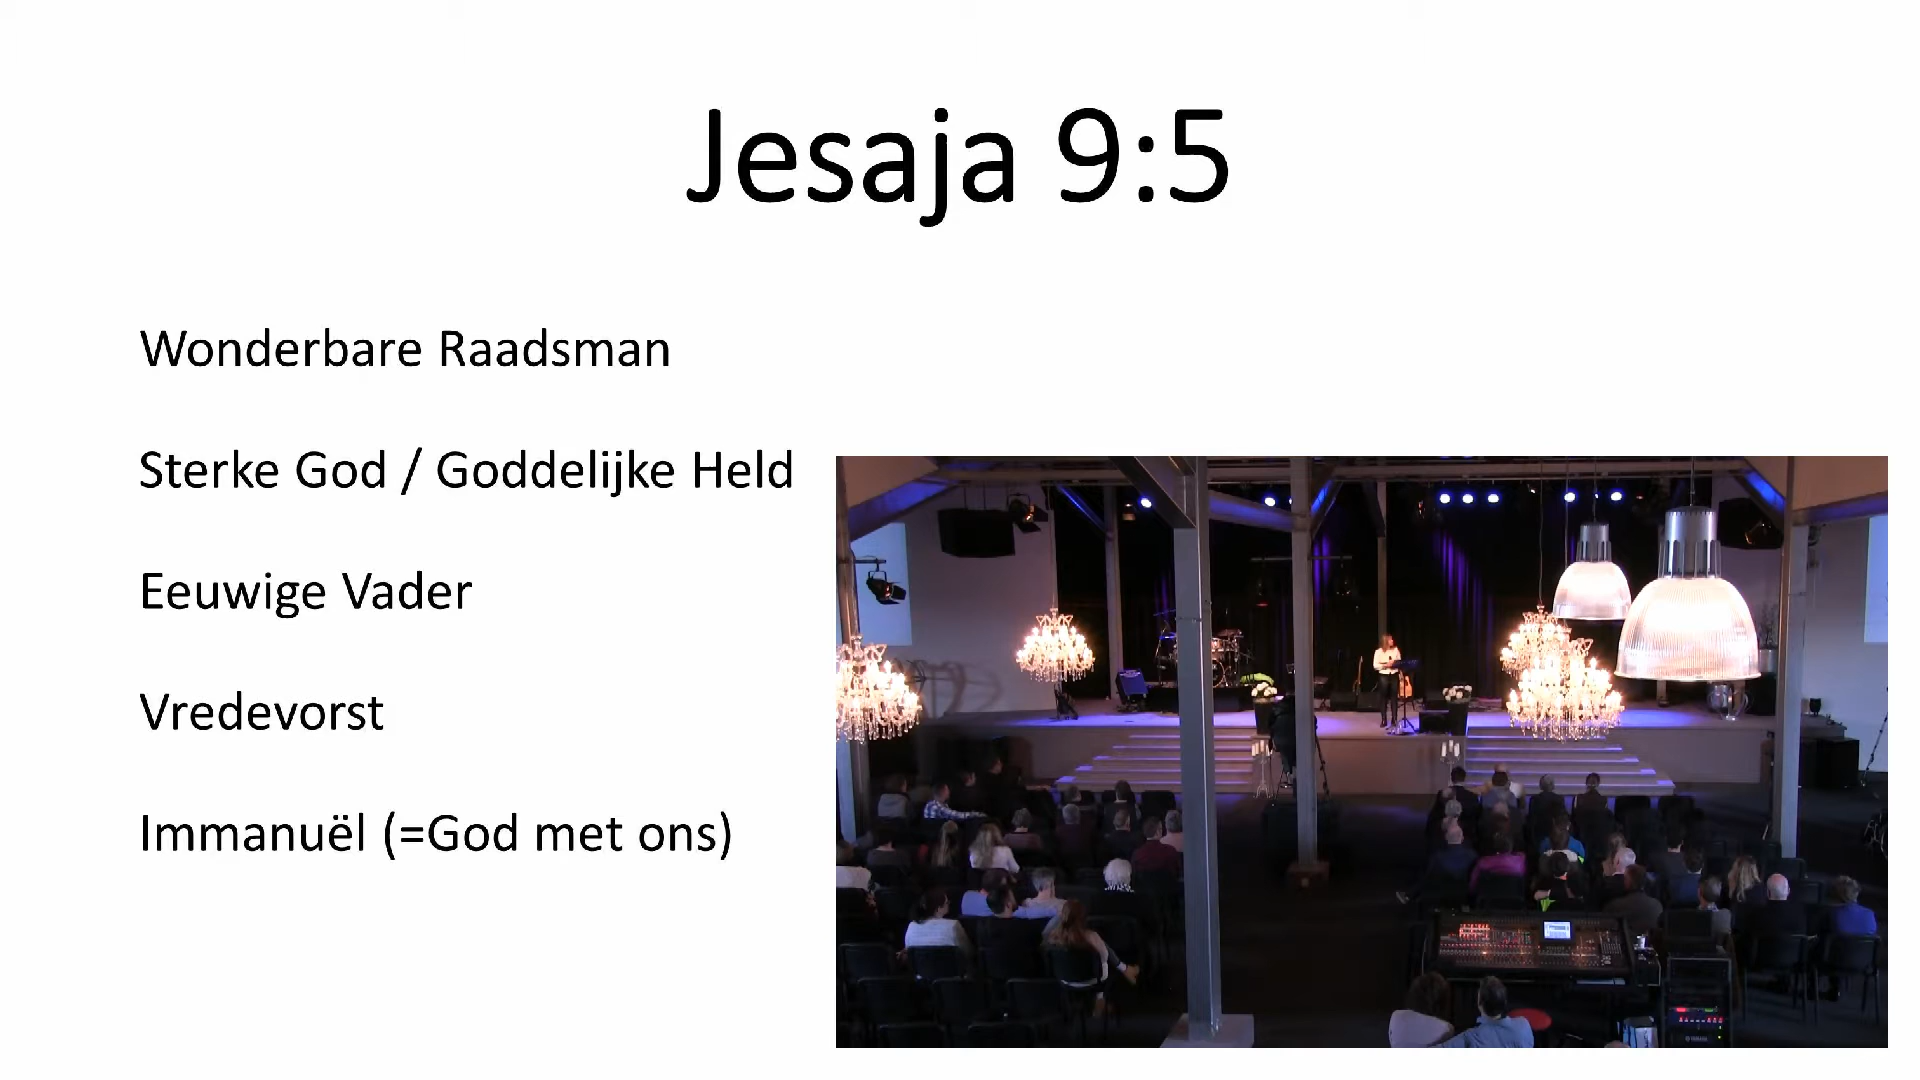 Jesaja 9:5
Wonderbare Raadsman
Sterke God / Goddelijke Held
Eeuwige Vader
Vredevorst
Immanuël (=God met ons)